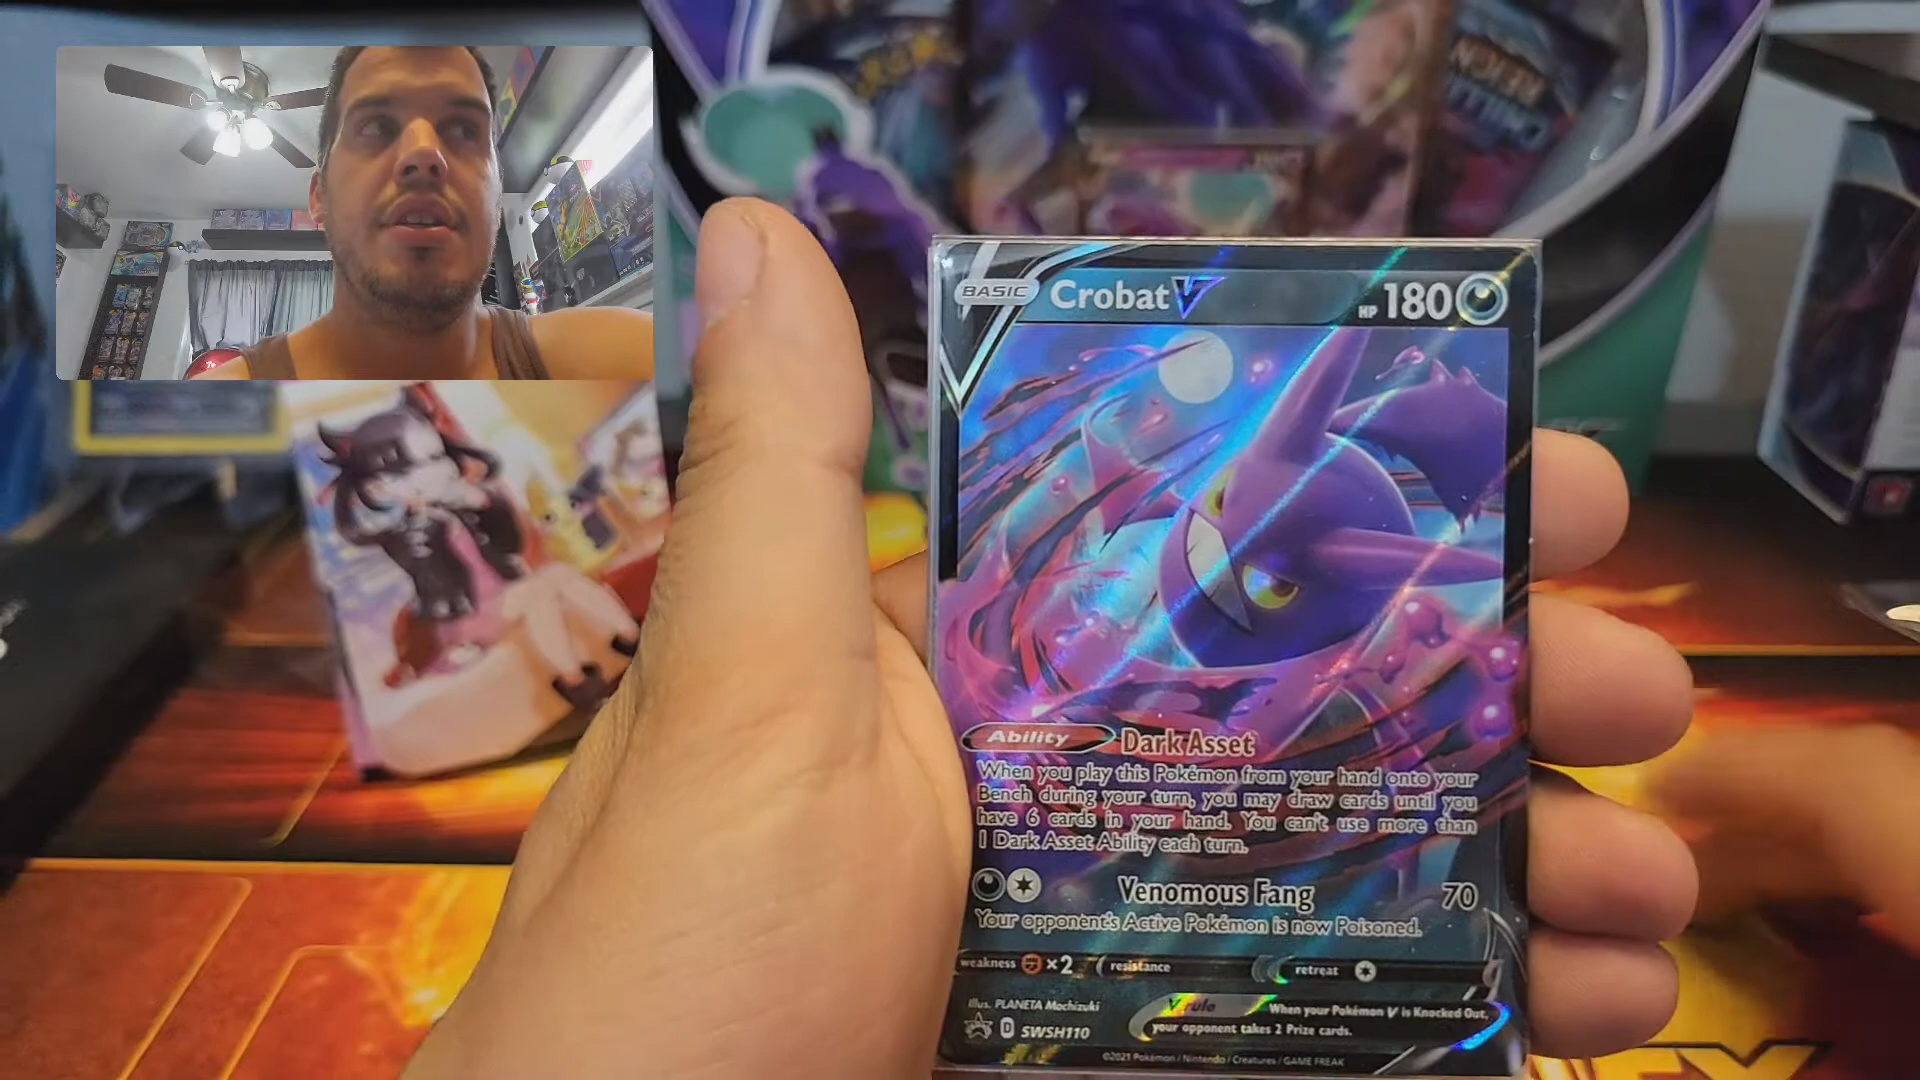 CHILLING
REIGN
BASIC Crobat V HP 180
Ability Dark Asset
When you play this Pokémon from your hand onto your
Bench during your turn, you may draw cards until you
have 6 cards in your hand. You can't use more than
1 Dark Asset Ability each turn.
Venomous Fang 70
Your opponent's Active Pokémon is now Poisoned.
weakness ×2 resistance retreat
Illus. PLANETA Mochizuki
V rule When your Pokémon V is Knocked Out,
your opponent takes 2 Prize cards.
D SWSH110
©2021 Pokémon / Nintendo / Creatures / GAME FREAK